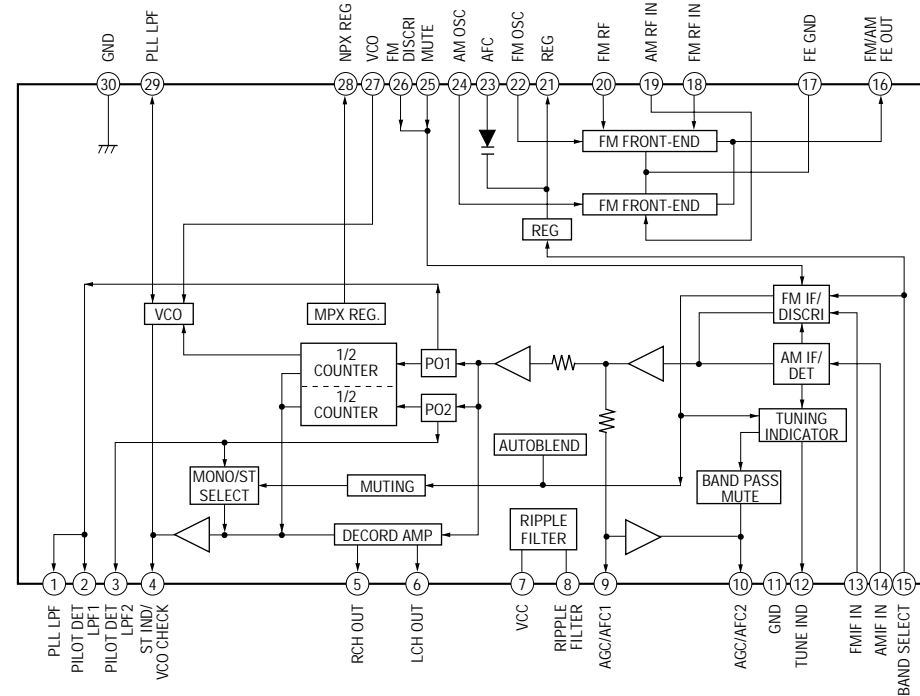 GND
PLL LPF
NPX REG
VCO
FM
DISCRI
MUTE
AM OSC
AFC
FM OSC
REG
FM RF
AM RF IN
FM RF IN
FE GND
FM/AM
FE OUT
30
29
28
27
26
25
24
23
22
21
20
19
18
17
16
FM FRONT-END
FM FRONT-END
REG
VCO
MPX REG.
FM IF/
DISCRI
1/2
COUNTER
PO1
AM IF/
DET
1/2
COUNTER
PO2
TUNING
INDICATOR
AUTOBLEND
MONO/ST
SELECT
MUTING
BAND PASS
MUTE
DECORD AMP
RIPPLE
FILTER
1
2
3
4
5
6
7
8
9
10
11
12
13
14
15
PLL LPF
PILOT DET
LPF1
PILOT DET
LPF2
ST IND/
VCO CHECK
RCH OUT
LCH OUT
VCC
RIPPLE
FILTER
AGC/AFC1
AGC/AFC2
GND
TUNE IND
FMIF IN
AMIF IN
BAND SELECT